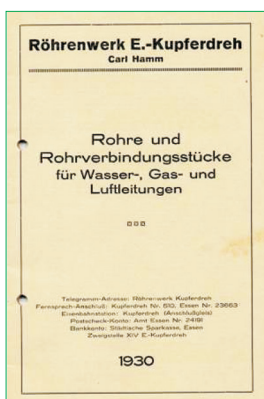 Röhrenwerk E.-Kupferdreh
Carl Hamm
Rohre und
Rohrverbindungsstücke
für Wasser-, Gas- und
Luftleitungen
Telegramm-Adresse: Röhrenwerk Kupferdreh
Fernsprech-Anschluß: Kupferdreh Nr. 510, Essen Nr. 23663
Eisenbahnstation: Kupferdreh (Anschlußgleis)
Postscheck-Konto: Amt Essen Nr. 24191
Bankkonto: Städtische Sparkasse, Essen
Zweigstelle XIV E.-Kupferdreh
1930